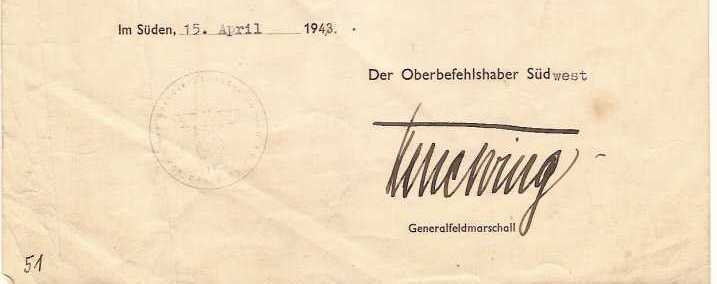 Im Süden, 15. April 1943.
Der Oberbefehlshaber Südwest
Generalfeldmarschall
51